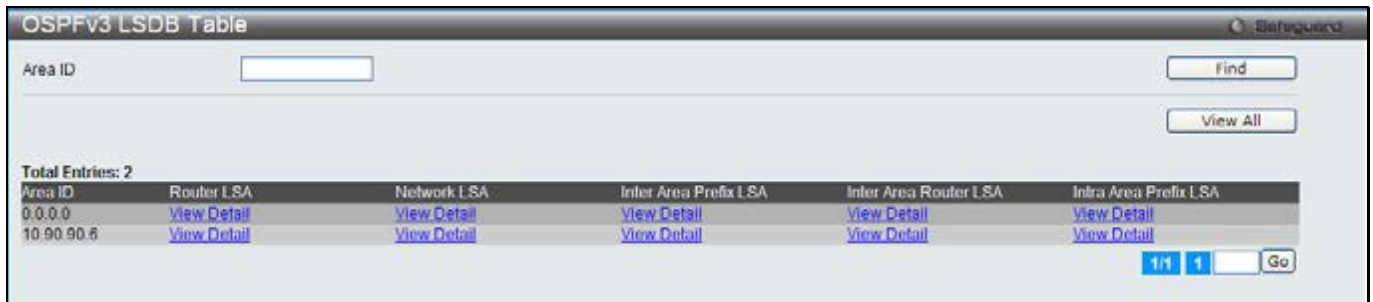 OSPFv3 LSDB Table Safeguard
Area ID Find
View All
Total Entries: 2
Area ID Router LSA Network LSA Inter Area Prefix LSA Inter Area Router LSA Intra Area Prefix LSA
0.0.0.0 View Detail View Detail View Detail View Detail View Detail
10.90.90.6 View Detail View Detail View Detail View Detail View Detail
1/1 1 Go